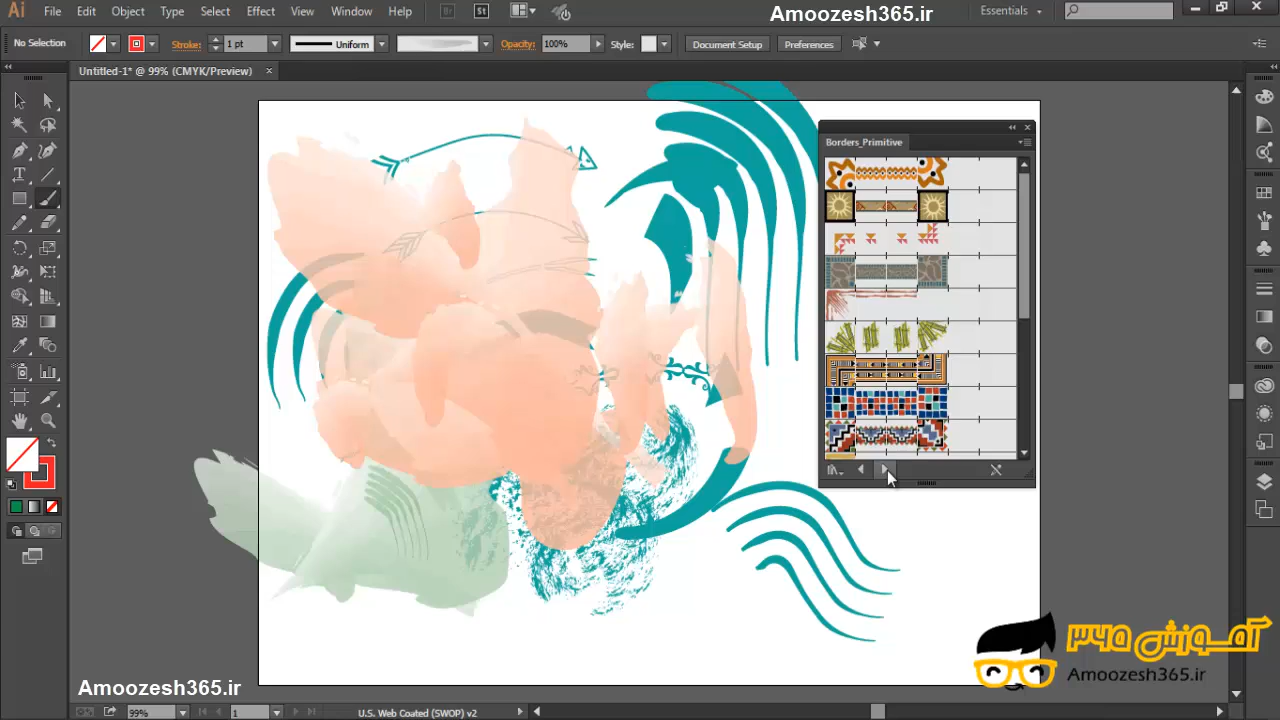 Ai File Edit Object Type Select Effect View Window Help Br St Amoozesh365.ir Essentials
No Selection Stroke: 1 pt Uniform Opacity: 100% Style: Document Setup Preferences
Untitled-1* @ 99% (CMYK/Preview)
Borders_Primitive
آموزش ۳۶۵
Amoozesh365.ir
Amoozesh365.ir
99% 1 U.S. Web Coated (SWOP) v2